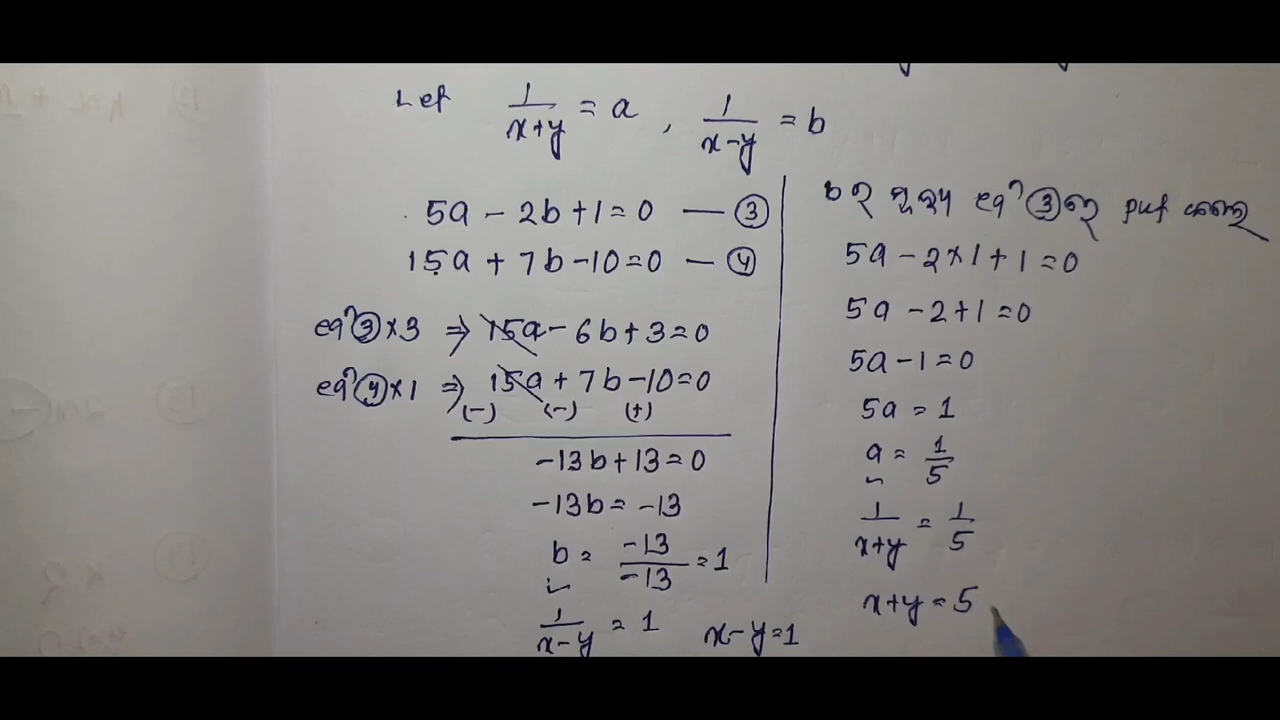 Let 1/(x+y) = a , 1/(x-y) = b
5a - 2b + 1 = 0 — ③
15a + 7b - 10 = 0 — ④
eqⁿ ③ × 3 ⇒ 15a - 6b + 3 = 0
eqⁿ ④ × 1 ⇒ 15a + 7b - 10 = 0
(-) (-) (+)
-13b + 13 = 0
-13b = -13
b = -13/-13 = 1
1/(x-y) = 1 x - y = 1
b ର ମୂଲ୍ୟ eqⁿ ③ ରେ put କଲେ
5a - 2×1 + 1 = 0
5a - 2 + 1 = 0
5a - 1 = 0
5a = 1
a = 1/5
1/(x+y) = 1/5
x + y = 5